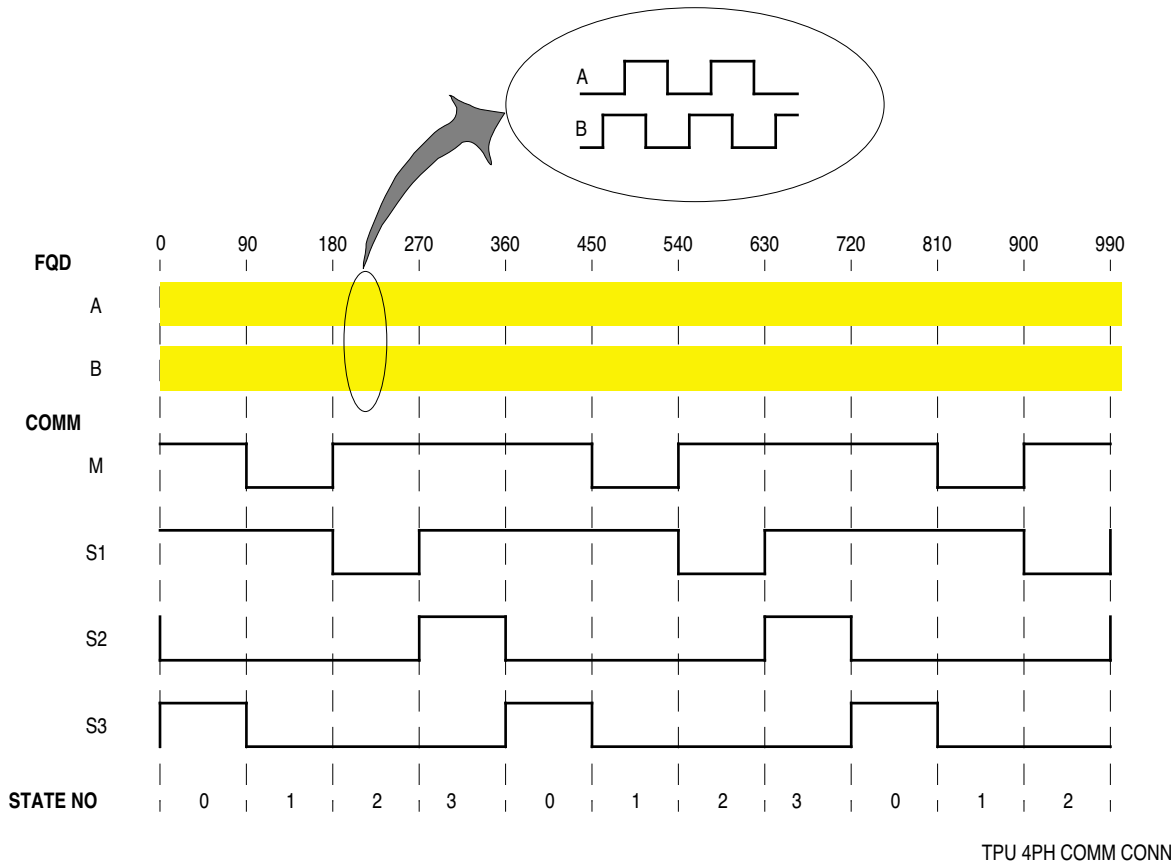 A
B
0 90 180 270 360 450 540 630 720 810 900 990
FQD
A
B
COMM
M
S1
S2
S3
STATE NO 0 1 2 3 0 1 2 3 0 1 2
TPU 4PH COMM CONN